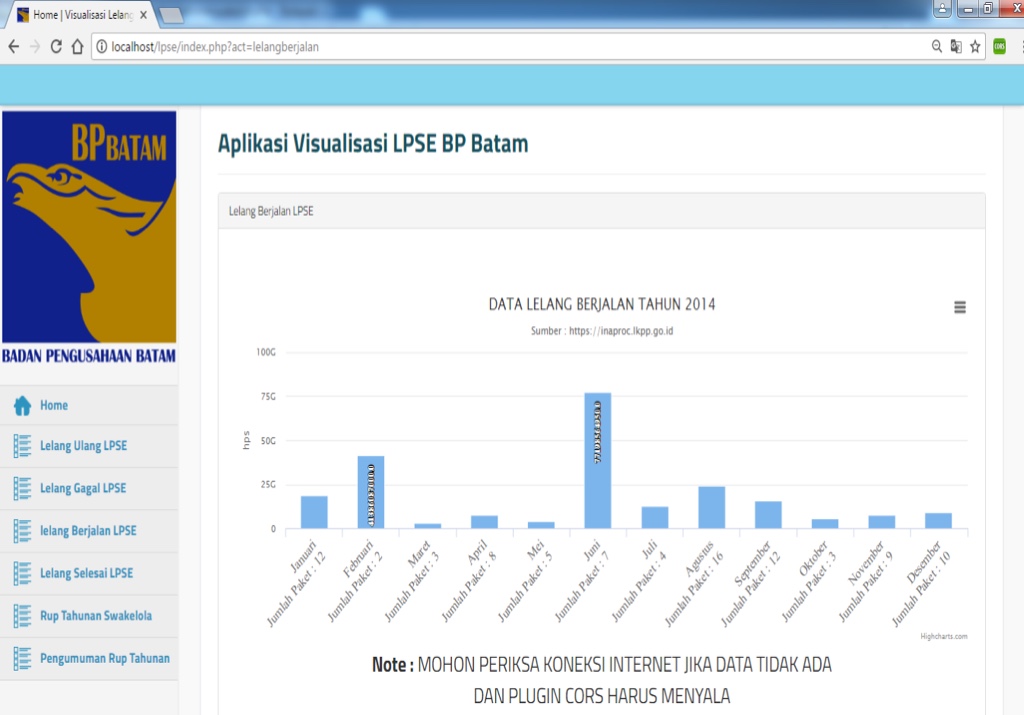 Home | Visualisasi Lelang
localhost/lpse/index.php?act=lelangberjalan
BP BATAM
BADAN PENGUSAHAAN BATAM
Home
Lelang Ulang LPSE
Lelang Gagal LPSE
lelang Berjalan LPSE
Lelang Selesai LPSE
Rup Tahunan Swakelola
Pengumuman Rup Tahunan
Aplikasi Visualisasi LPSE BP Batam
Lelang Berjalan LPSE
DATA LELANG BERJALAN TAHUN 2014
Sumber : https://inaproc.lkpp.go.id
hps
100G
75G
50G
25G
0
Januari
Jumlah Paket : 12
Februari
Jumlah Paket : 2
Maret
Jumlah Paket : 3
April
Jumlah Paket : 8
Mei
Jumlah Paket : 5
Juni
Jumlah Paket : 7
Juli
Jumlah Paket : 4
Agustus
Jumlah Paket : 16
September
Jumlah Paket : 12
Oktober
Jumlah Paket : 3
November
Jumlah Paket : 9
Desember
Jumlah Paket : 10
Highcharts.com
Note : MOHON PERIKSA KONEKSI INTERNET JIKA DATA TIDAK ADA
DAN PLUGIN CORS HARUS MENYALA